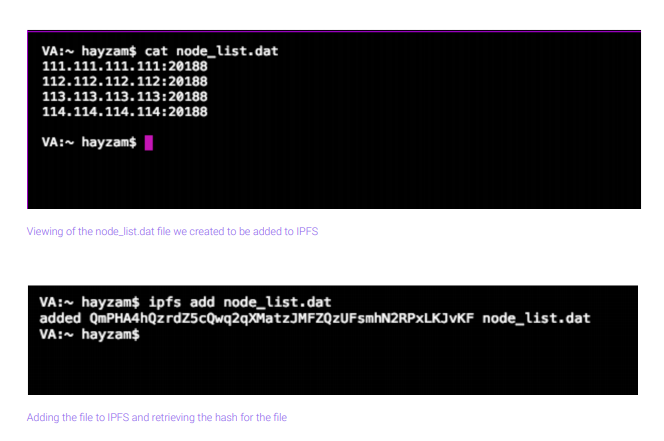 VA:~ hayzam$ cat node_list.dat
111.111.111.111:20188
112.112.112.112:20188
113.113.113.113:20188
114.114.114.114:20188
VA:~ hayzam$
Viewing of the node_list.dat file we created to be added to IPFS
VA:~ hayzam$ ipfs add node_list.dat
added QmPHA4hQzrdZ5cQwq2qXMatzJMFZQzUFsmhN2RPxLKJvKF node_list.dat
VA:~ hayzam$
Adding the file to IPFS and retrieving the hash for the file